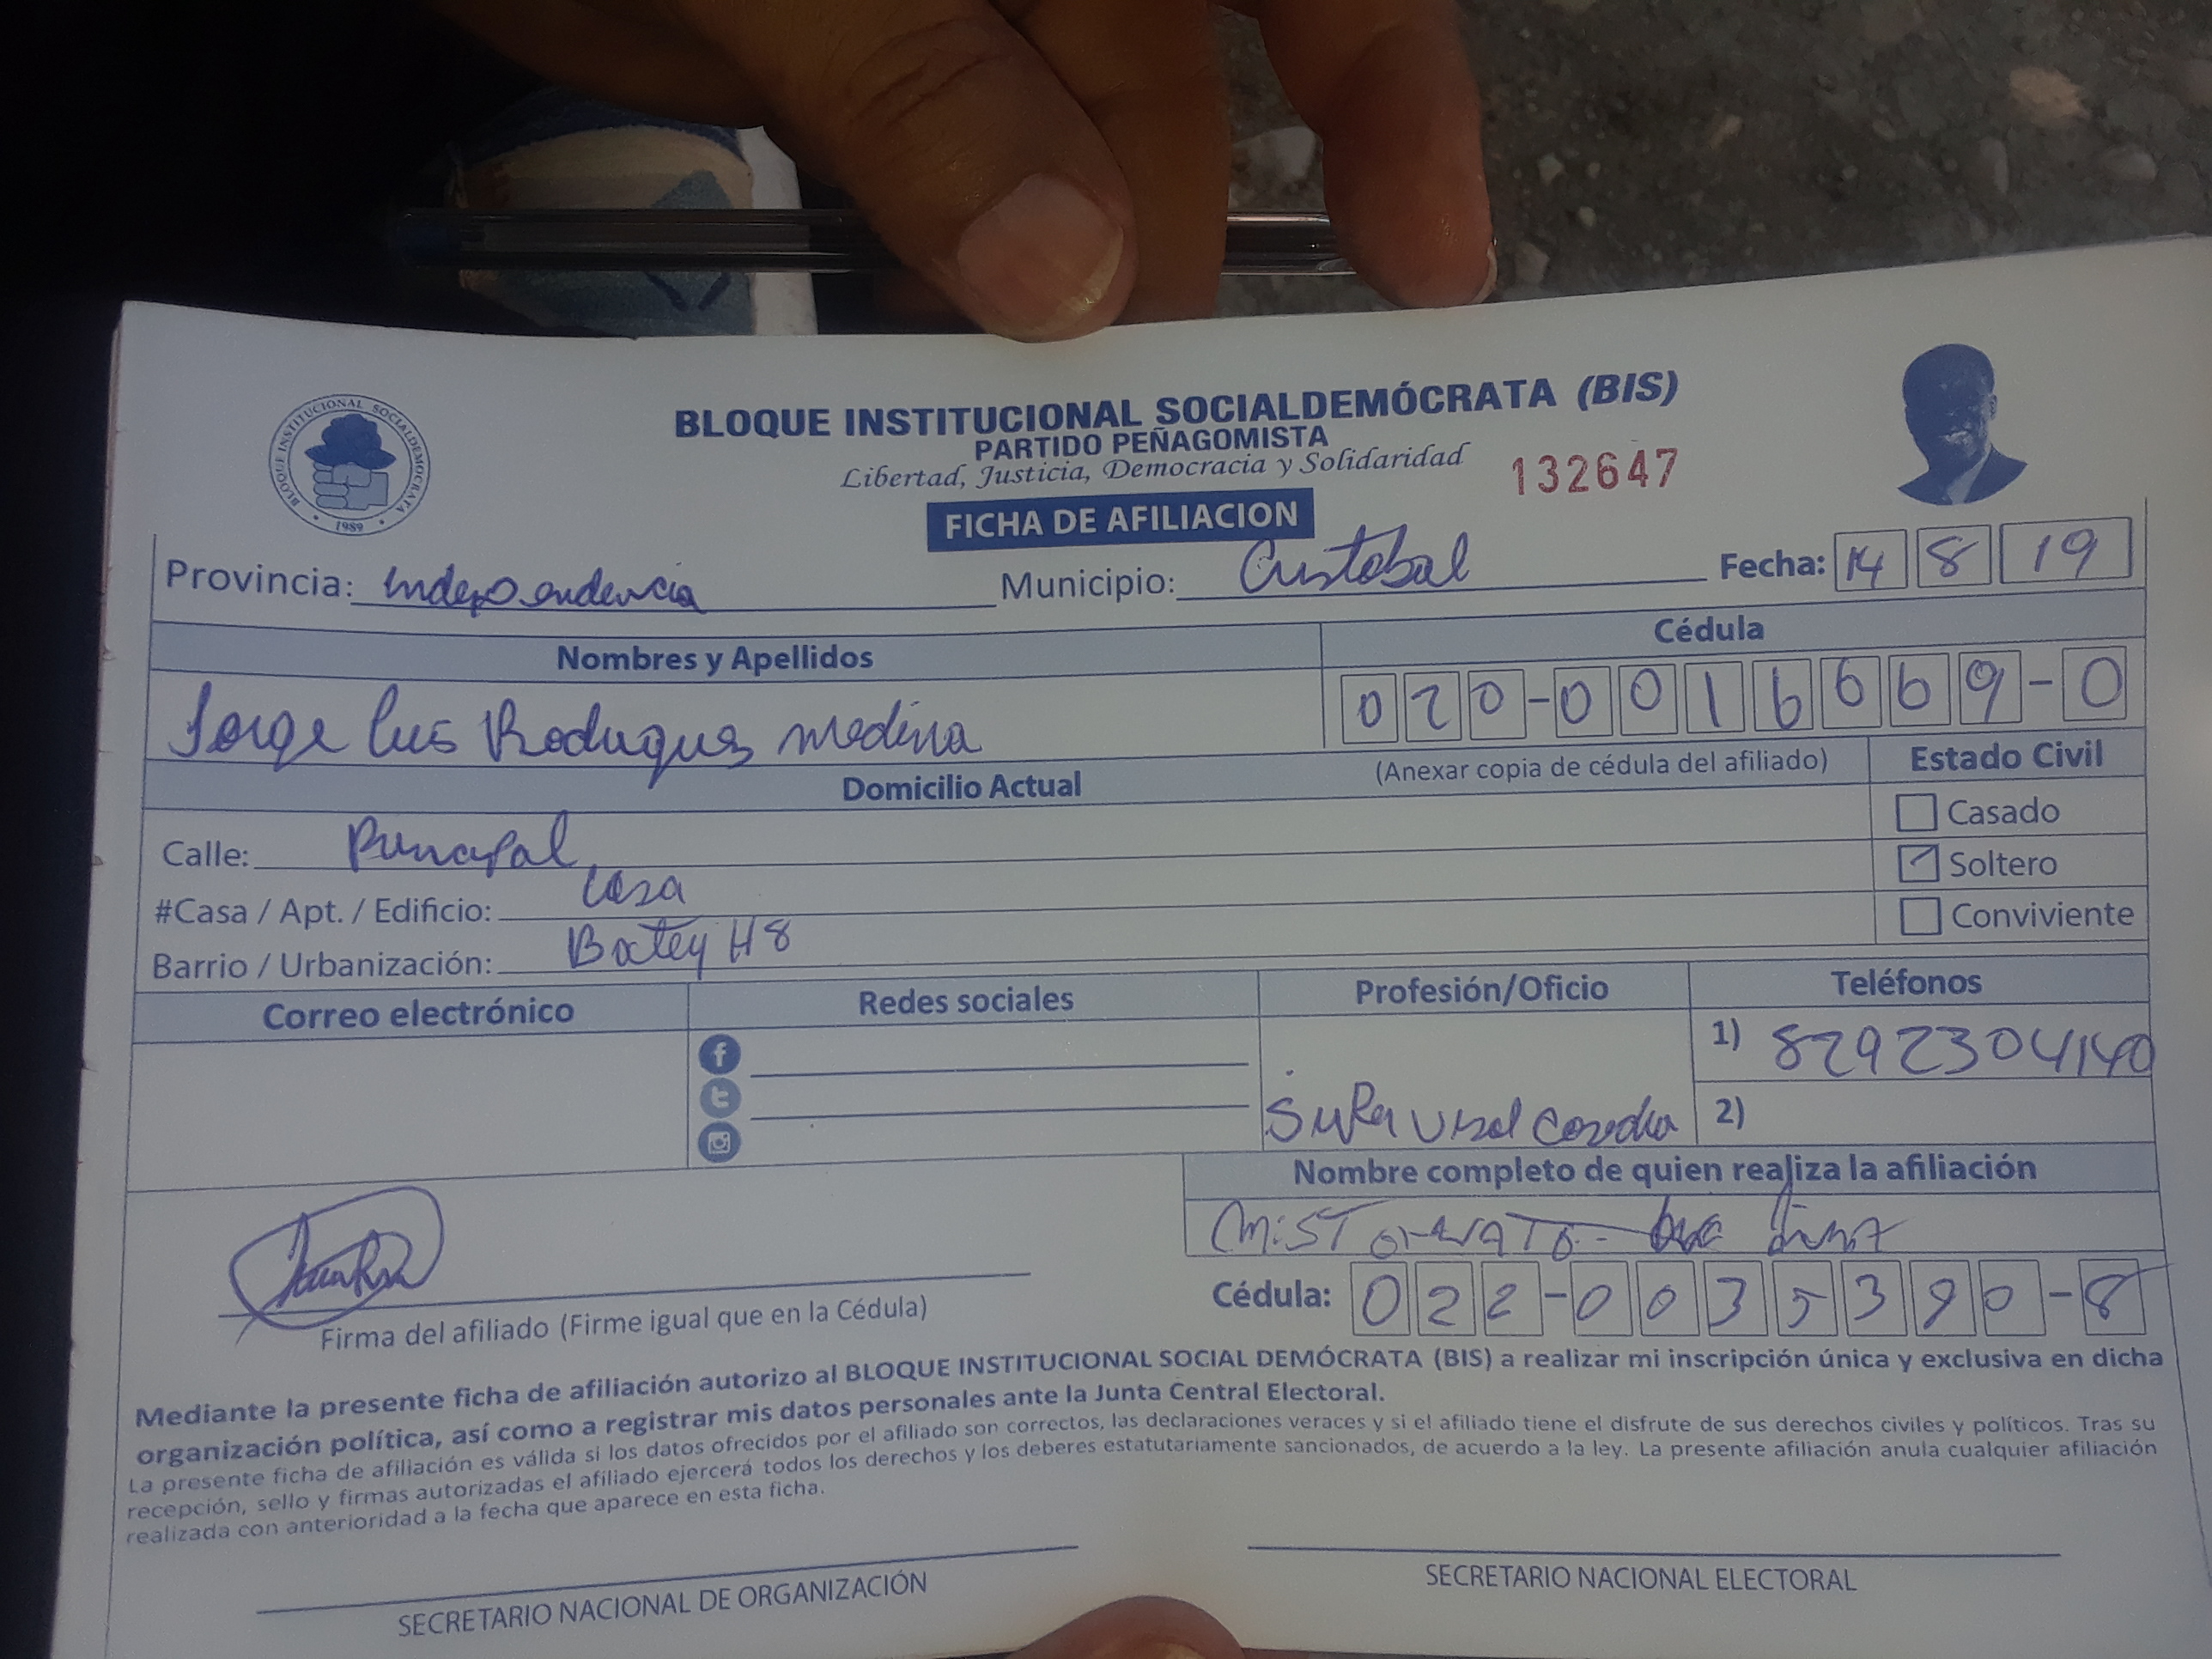 BLOQUE INSTITUCIONAL SOCIALDEMOCRATA
1989
BLOQUE INSTITUCIONAL SOCIALDEMÓCRATA (BIS)
PARTIDO PEÑAGOMISTA
Libertad, Justicia, Democracia y Solidaridad
132647
FICHA DE AFILIACION
Provincia: Independencia Municipio: Cristobal Fecha: 14 8 19
Nombres y Apellidos Cédula
Jorge Luis Rodriguez medina 020-0016669-0
Domicilio Actual (Anexar copia de cédula del afiliado) Estado Civil
Calle: Principal Casado
#Casa / Apt. / Edificio: Casa Soltero
Barrio / Urbanización: Batey H8 Conviviente
Correo electrónico Redes sociales Profesión/Oficio Teléfonos
1) 8292304140
2)
Nombre completo de quien realiza la afiliación
Cédula: 022-0035390-8
Firma del afiliado (Firme igual que en la Cédula)
Mediante la presente ficha de afiliación autorizo al BLOQUE INSTITUCIONAL SOCIAL DEMÓCRATA (BIS) a realizar mi inscripción única y exclusiva en dicha
organización política, así como a registrar mis datos personales ante la Junta Central Electoral.
La presente ficha de afiliación es válida si los datos ofrecidos por el afiliado son correctos, las declaraciones veraces y si el afiliado tiene el disfrute de sus derechos civiles y políticos. Tras su
recepción, sello y firmas autorizadas el afiliado ejercerá todos los derechos y los deberes estatutariamente sancionados, de acuerdo a la ley. La presente afiliación anula cualquier afiliación
realizada con anterioridad a la fecha que aparece en esta ficha.
SECRETARIO NACIONAL DE ORGANIZACIÓN SECRETARIO NACIONAL ELECTORAL